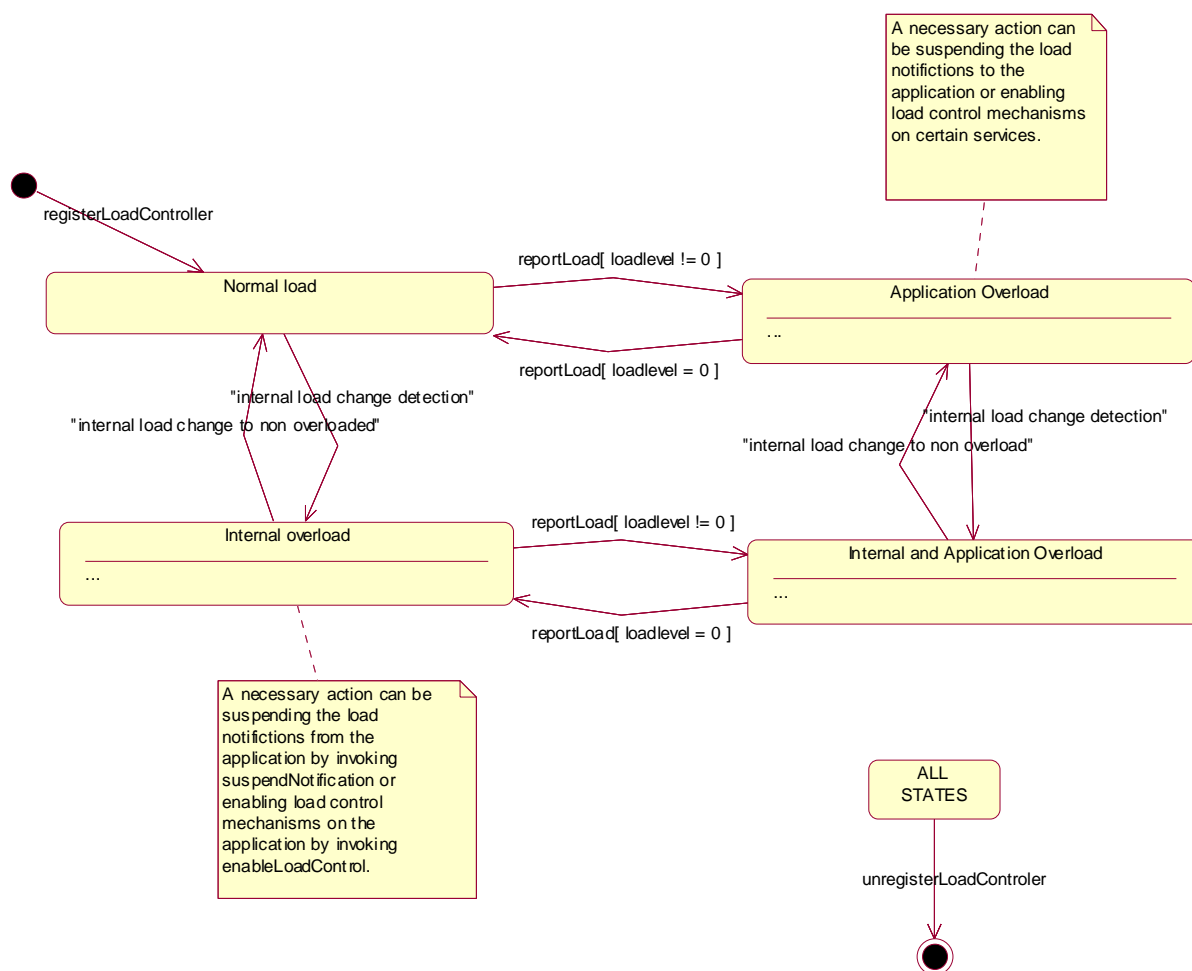 A necessary action can
be suspending the load
notifictions to the
application or enabling
load control mechanisms
on certain services.
registerLoadController
reportLoad[ loadlevel != 0 ]
Normal load
Application Overload
...
reportLoad[ loadlevel = 0 ]
"internal load change detection"
"internal load change to non overloaded"
"internal load change detection"
"internal load change to non overload"
reportLoad[ loadlevel != 0 ]
Internal overload
...
Internal and Application Overload
...
reportLoad[ loadlevel = 0 ]
A necessary action can be
suspending the load
notifictions from the
application by invoking
suspendNotification or
enabling load control
mechanisms on the
application by invoking
enableLoadControl.
ALL
STATES
unregisterLoadControler